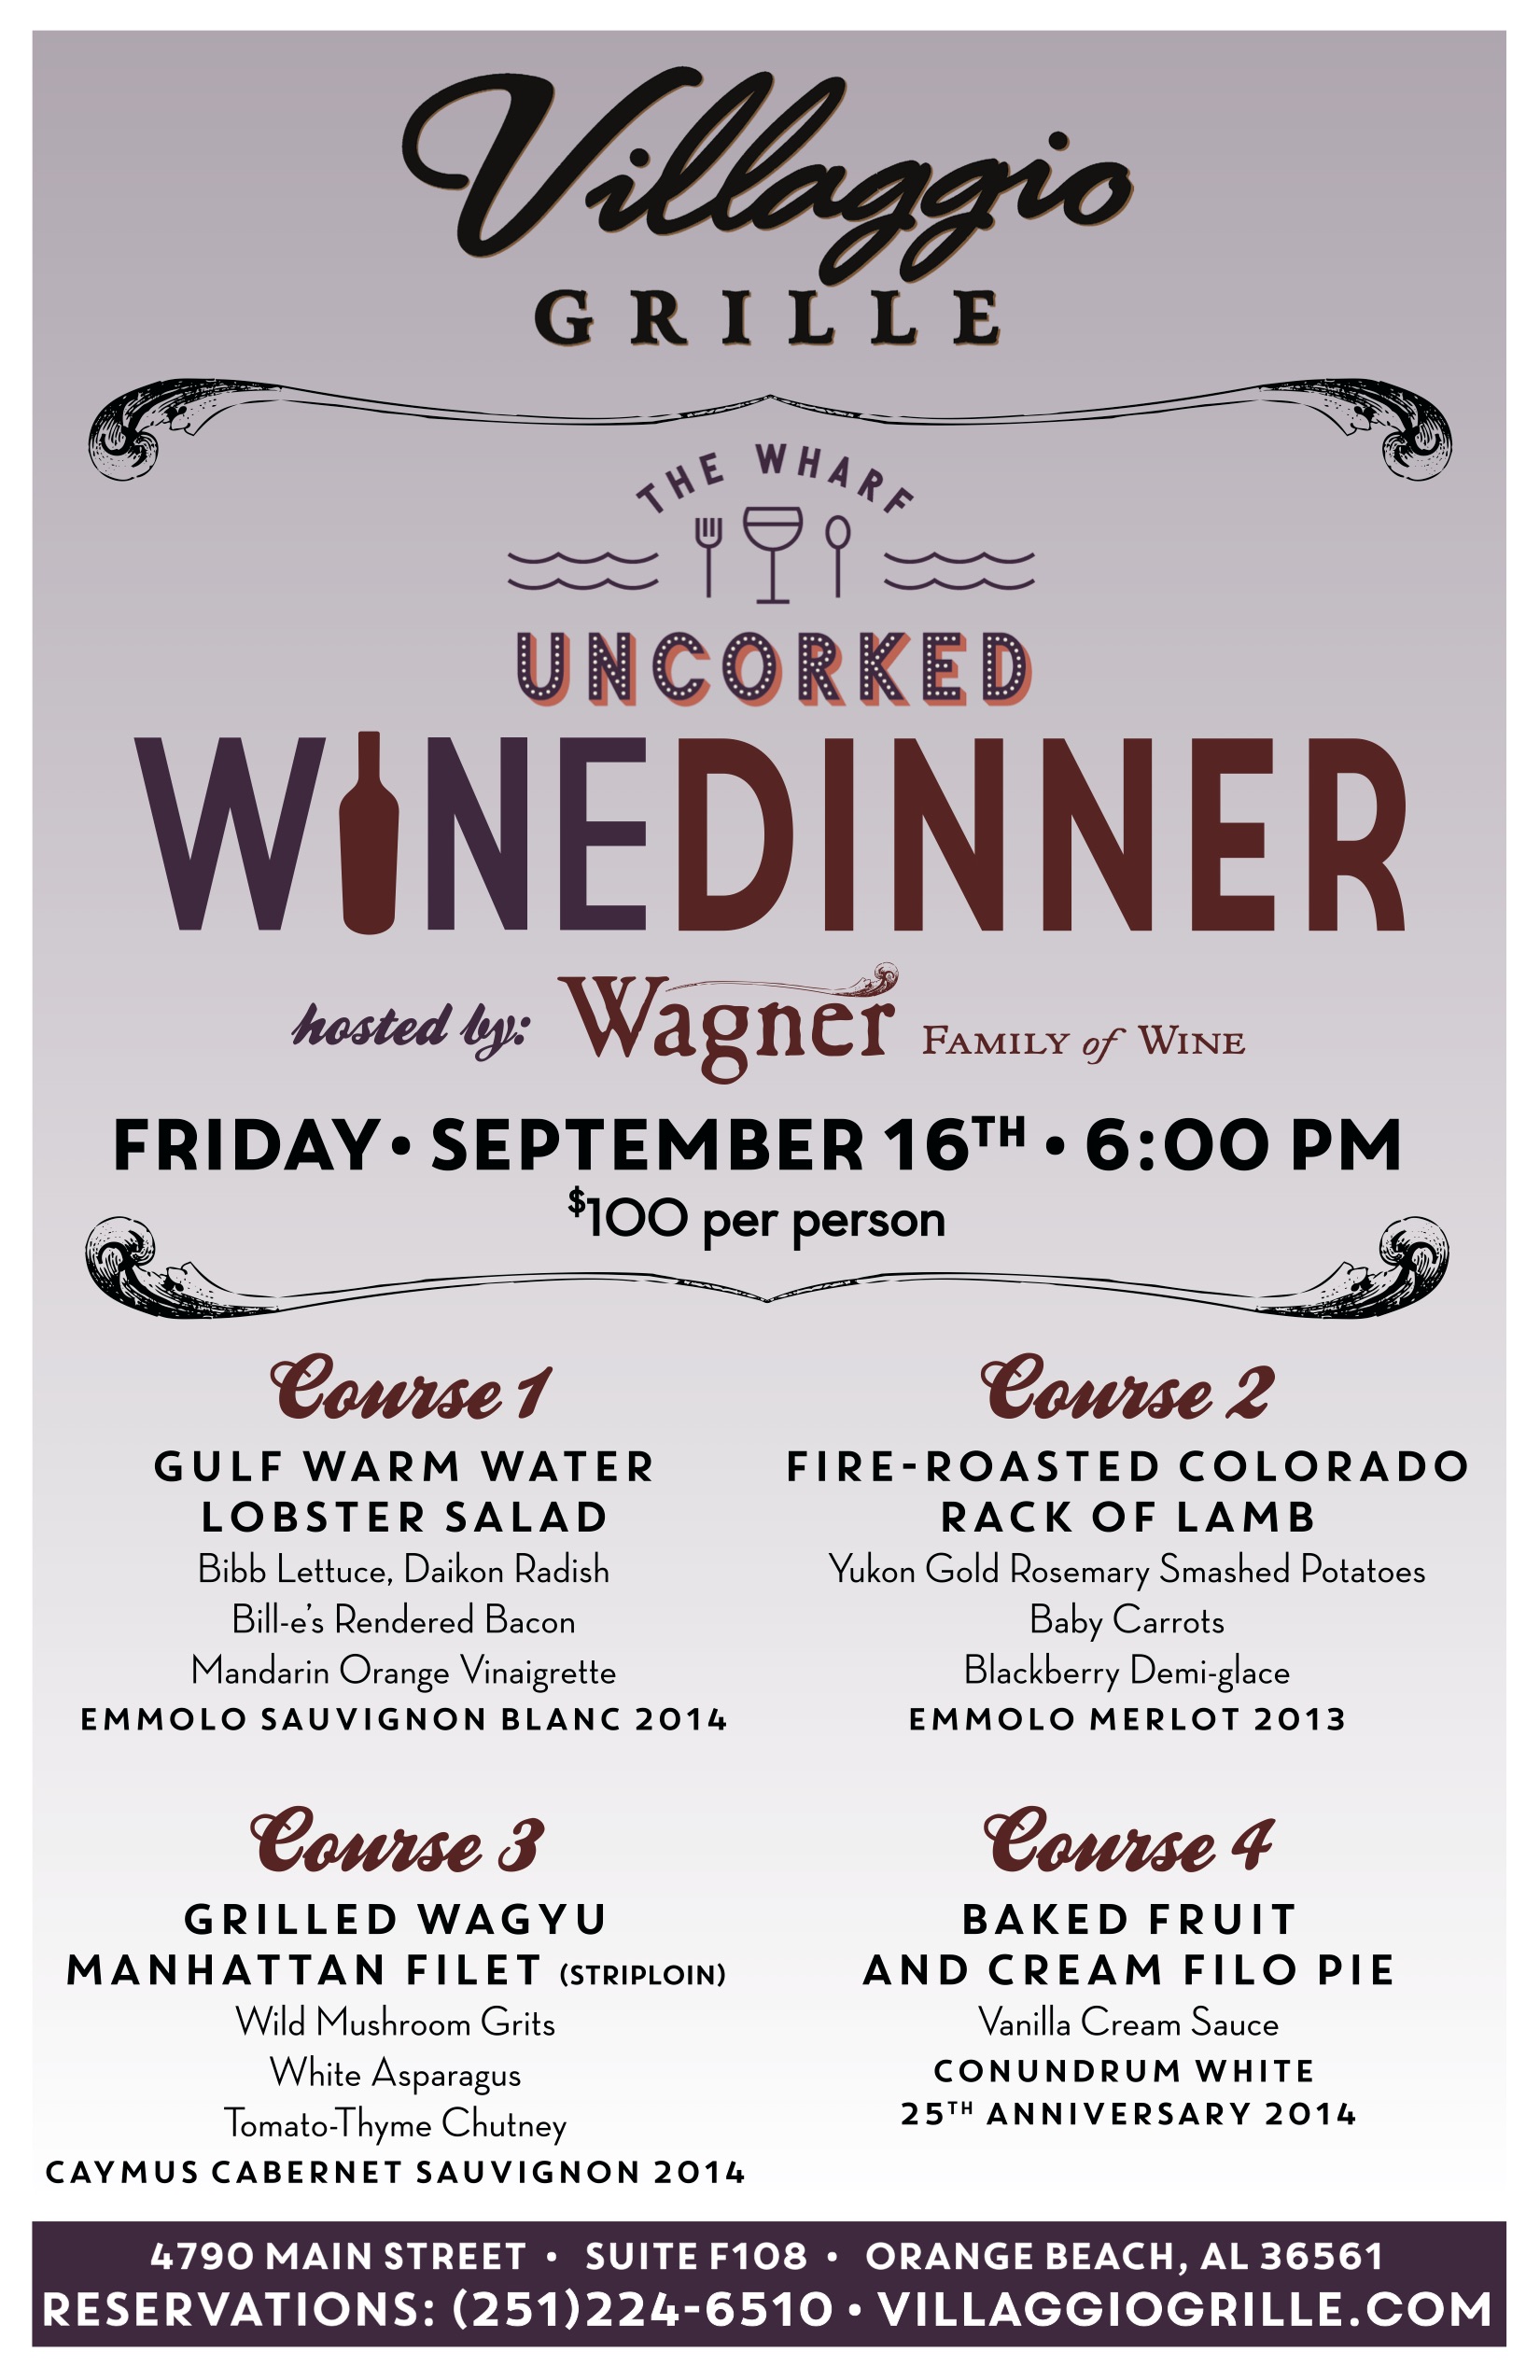 Villaggio
GRILLE
THE WHARF
UNCORKED
WINEDINNER
hosted by: Wagner FAMILY of WINE
FRIDAY • SEPTEMBER 16TH • 6:00 PM
$100 per person
Course 1
GULF WARM WATER
LOBSTER SALAD
Bibb Lettuce, Daikon Radish
Bill-e's Rendered Bacon
Mandarin Orange Vinaigrette
EMMOLO SAUVIGNON BLANC 2014
Course 2
FIRE-ROASTED COLORADO
RACK OF LAMB
Yukon Gold Rosemary Smashed Potatoes
Baby Carrots
Blackberry Demi-glace
EMMOLO MERLOT 2013
Course 3
GRILLED WAGYU
MANHATTAN FILET (STRIPLOIN)
Wild Mushroom Grits
White Asparagus
Tomato-Thyme Chutney
CAYMUS CABERNET SAUVIGNON 2014
Course 4
BAKED FRUIT
AND CREAM FILO PIE
Vanilla Cream Sauce
CONUNDRUM WHITE
25TH ANNIVERSARY 2014
4790 MAIN STREET • SUITE F108 • ORANGE BEACH, AL 36561
RESERVATIONS: (251)224-6510 • VILLAGGIOGRILLE.COM